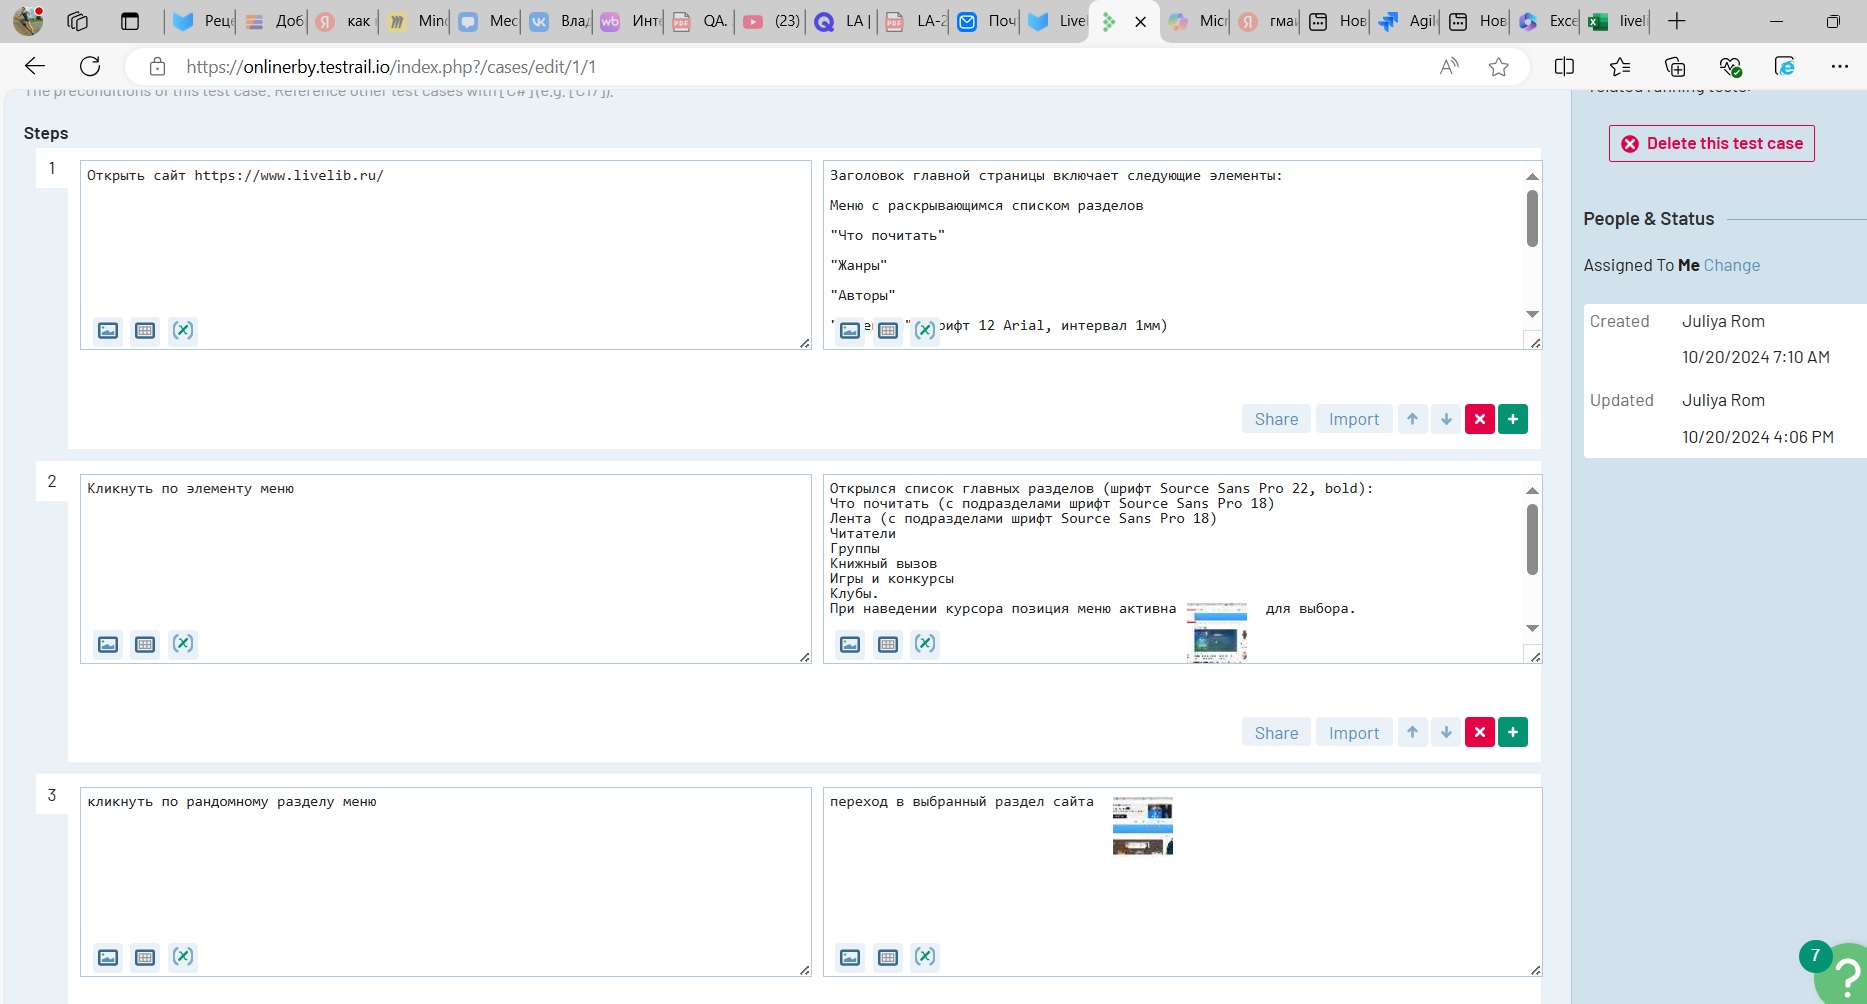 Реце
Доб
как
Mind
Мес
Влад
Инте
QA.
(23)
LA |
LA-2
Поч
Live
Micr
гма
Нов
Agil
Нов
Exce
liveli
https://onlinerby.testrail.io/index.php?/cases/edit/1/1
The preconditions of this test case. Reference other test cases with [C#] (e.g. [C17]).
Steps
Delete this test case
1
Открыть сайт https://www.livelib.ru/
Заголовок главной страницы включает следующие элементы:
Меню с раскрывающимся списком разделов
"Что почитать"
"Жанры"
"Авторы"
рифт 12 Arial, интервал 1мм)
Share Import
People & Status
Assigned To Me Change
Created Juliya Rom
10/20/2024 7:10 AM
Updated Juliya Rom
10/20/2024 4:06 PM
2
Кликнуть по элементу меню
Открылся список главных разделов (шрифт Source Sans Pro 22, bold):
Что почитать (с подразделами шрифт Source Sans Pro 18)
Лента (с подразделами шрифт Source Sans Pro 18)
Читатели
Группы
Книжный вызов
Игры и конкурсы
Клубы.
При наведении курсора позиция меню активна для выбора.
Share Import
3
кликнуть по рандомному разделу меню
переход в выбранный раздел сайта
7
?